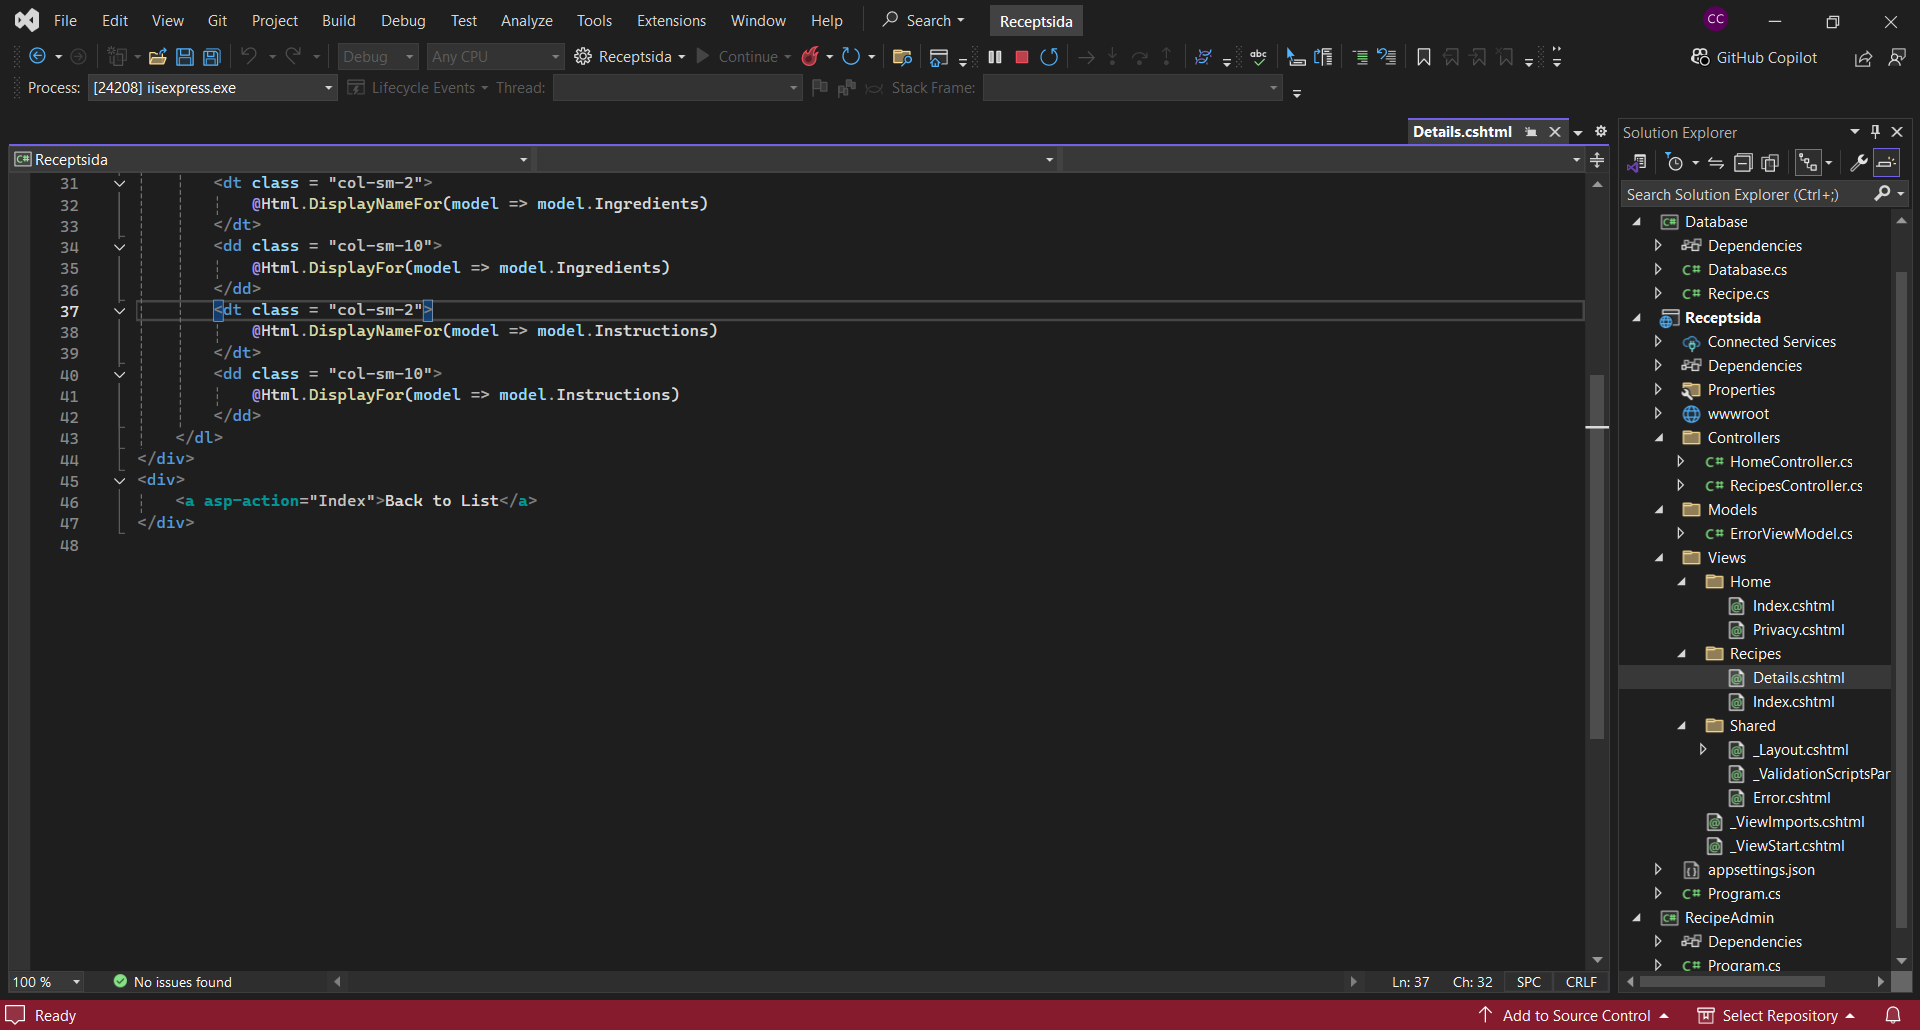 File Edit View Git Project Build Debug Test Analyze Tools Extensions Window Help Search Receptsida CC
Debug Any CPU Receptsida Continue abc GitHub Copilot
Process: [24208] iisexpress.exe Lifecycle Events Thread: Stack Frame:
Details.cshtml
C# Receptsida
31 <dt class = "col-sm-2">
32 @Html.DisplayNameFor(model => model.Ingredients)
33 </dt>
34 <dd class = "col-sm-10">
35 @Html.DisplayFor(model => model.Ingredients)
36 </dd>
37 <dt class = "col-sm-2">
38 @Html.DisplayNameFor(model => model.Instructions)
39 </dt>
40 <dd class = "col-sm-10">
41 @Html.DisplayFor(model => model.Instructions)
42 </dd>
43 </dl>
44 </div>
45 <div>
46 <a asp-action="Index">Back to List</a>
47 </div>
48
100 % No issues found Ln: 37 Ch: 32 SPC CRLF
Solution Explorer
Search Solution Explorer (Ctrl+;)
C# Database
Dependencies
C# Database.cs
C# Recipe.cs
Receptsida
Connected Services
Dependencies
Properties
wwwroot
Controllers
C# HomeController.cs
C# RecipesController.cs
Models
C# ErrorViewModel.cs
Views
Home
Index.cshtml
Privacy.cshtml
Recipes
Details.cshtml
Index.cshtml
Shared
_Layout.cshtml
_ValidationScriptsPar
Error.cshtml
_ViewImports.cshtml
_ViewStart.cshtml
appsettings.json
C# Program.cs
C# RecipeAdmin
Dependencies
C# Program.cs
Ready Add to Source Control Select Repository